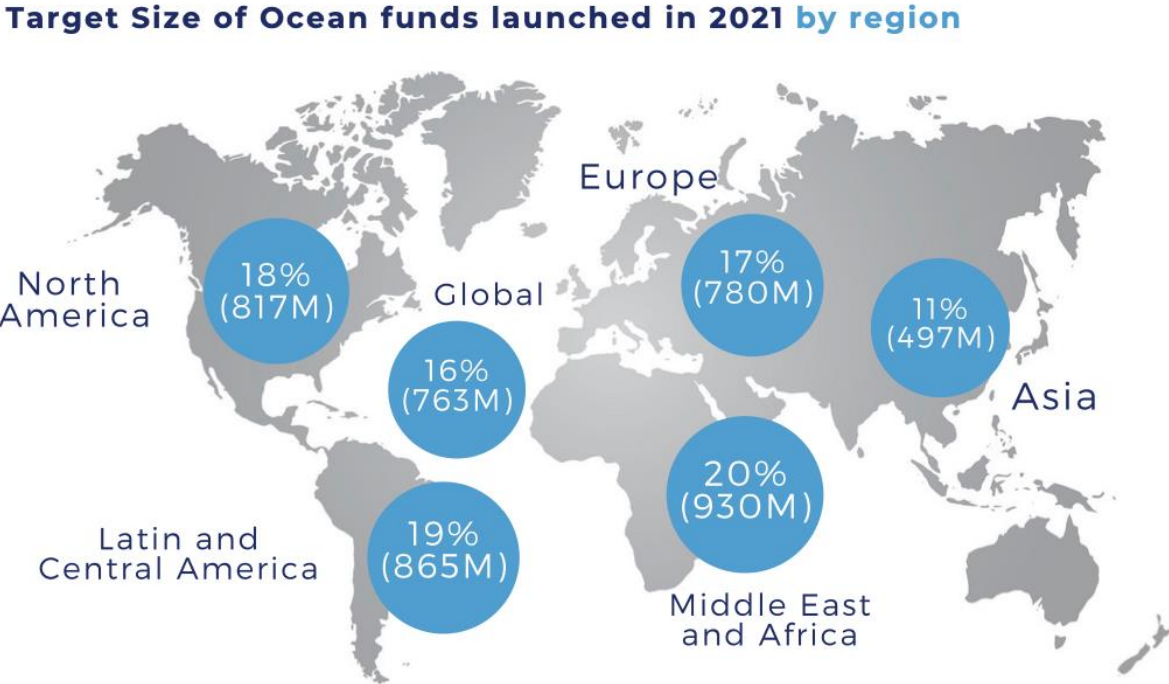 Target Size of Ocean funds launched in 2021 by region
Europe
North
America
18%
(817M)
Global
17%
(780M)
11%
(497M)
16%
(763M)
Asia
20%
(930M)
Latin and
Central America
19%
(865M)
Middle East
and Africa